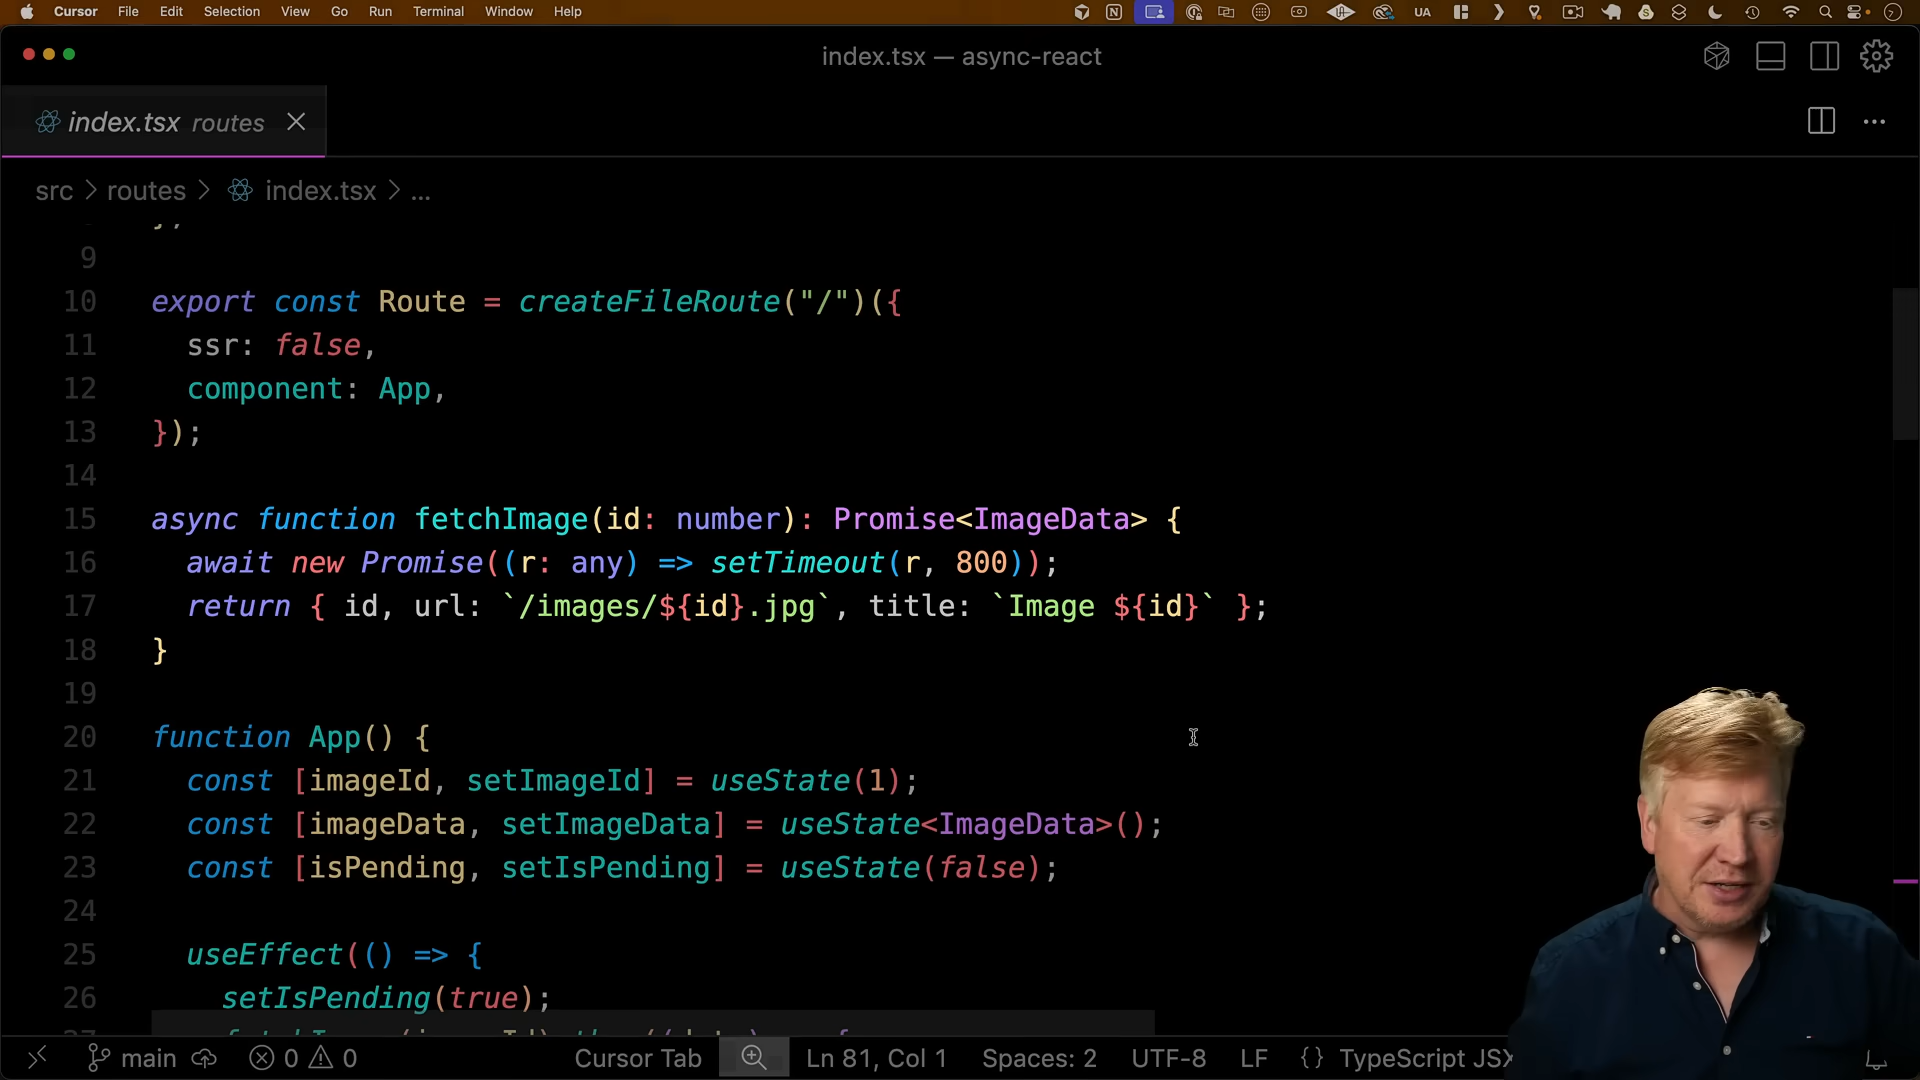 Cursor File Edit Selection View Go Run Terminal Window Help UA
index.tsx — async-react
index.tsx routes
src > routes > index.tsx > ...
9
10 export const Route = createFileRoute("/")({
11 ssr: false,
12 component: App,
13 });
14
15 async function fetchImage(id: number): Promise<ImageData> {
16 await new Promise((r: any) => setTimeout(r, 800));
17 return { id, url: `/images/${id}.jpg`, title: `Image ${id}` };
18 }
19
20 function App() {
21 const [imageId, setImageId] = useState(1);
22 const [imageData, setImageData] = useState<ImageData>();
23 const [isPending, setIsPending] = useState(false);
24
25 useEffect(() => {
26 setIsPending(true);
main 0 0 Cursor Tab Ln 81, Col 1 Spaces: 2 UTF-8 LF {} TypeScript JSX